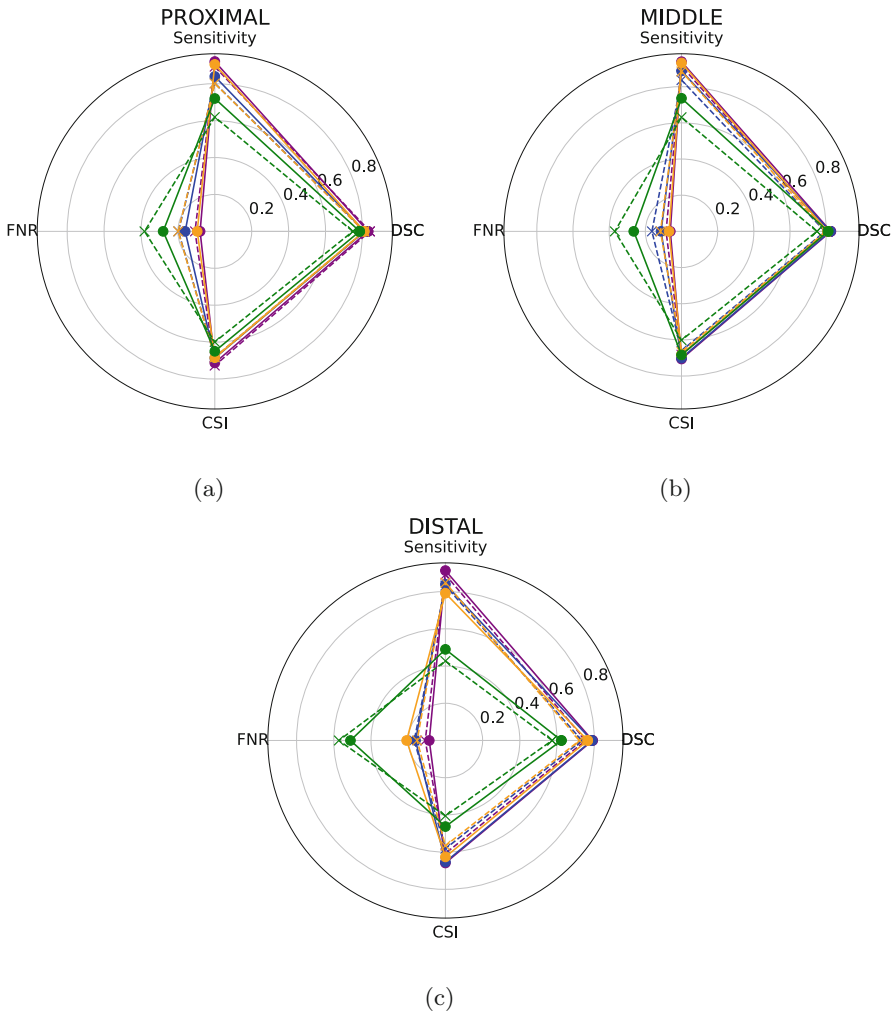 PROXIMAL
Sensitivity
0.8
0.6
0.4
0.2
FNR
DSC
CSI
(a)
MIDDLE
Sensitivity
0.8
0.6
0.4
0.2
FNR
DSC
CSI
(b)
DISTAL
Sensitivity
0.8
0.6
0.4
0.2
FNR
DSC
CSI
(c)